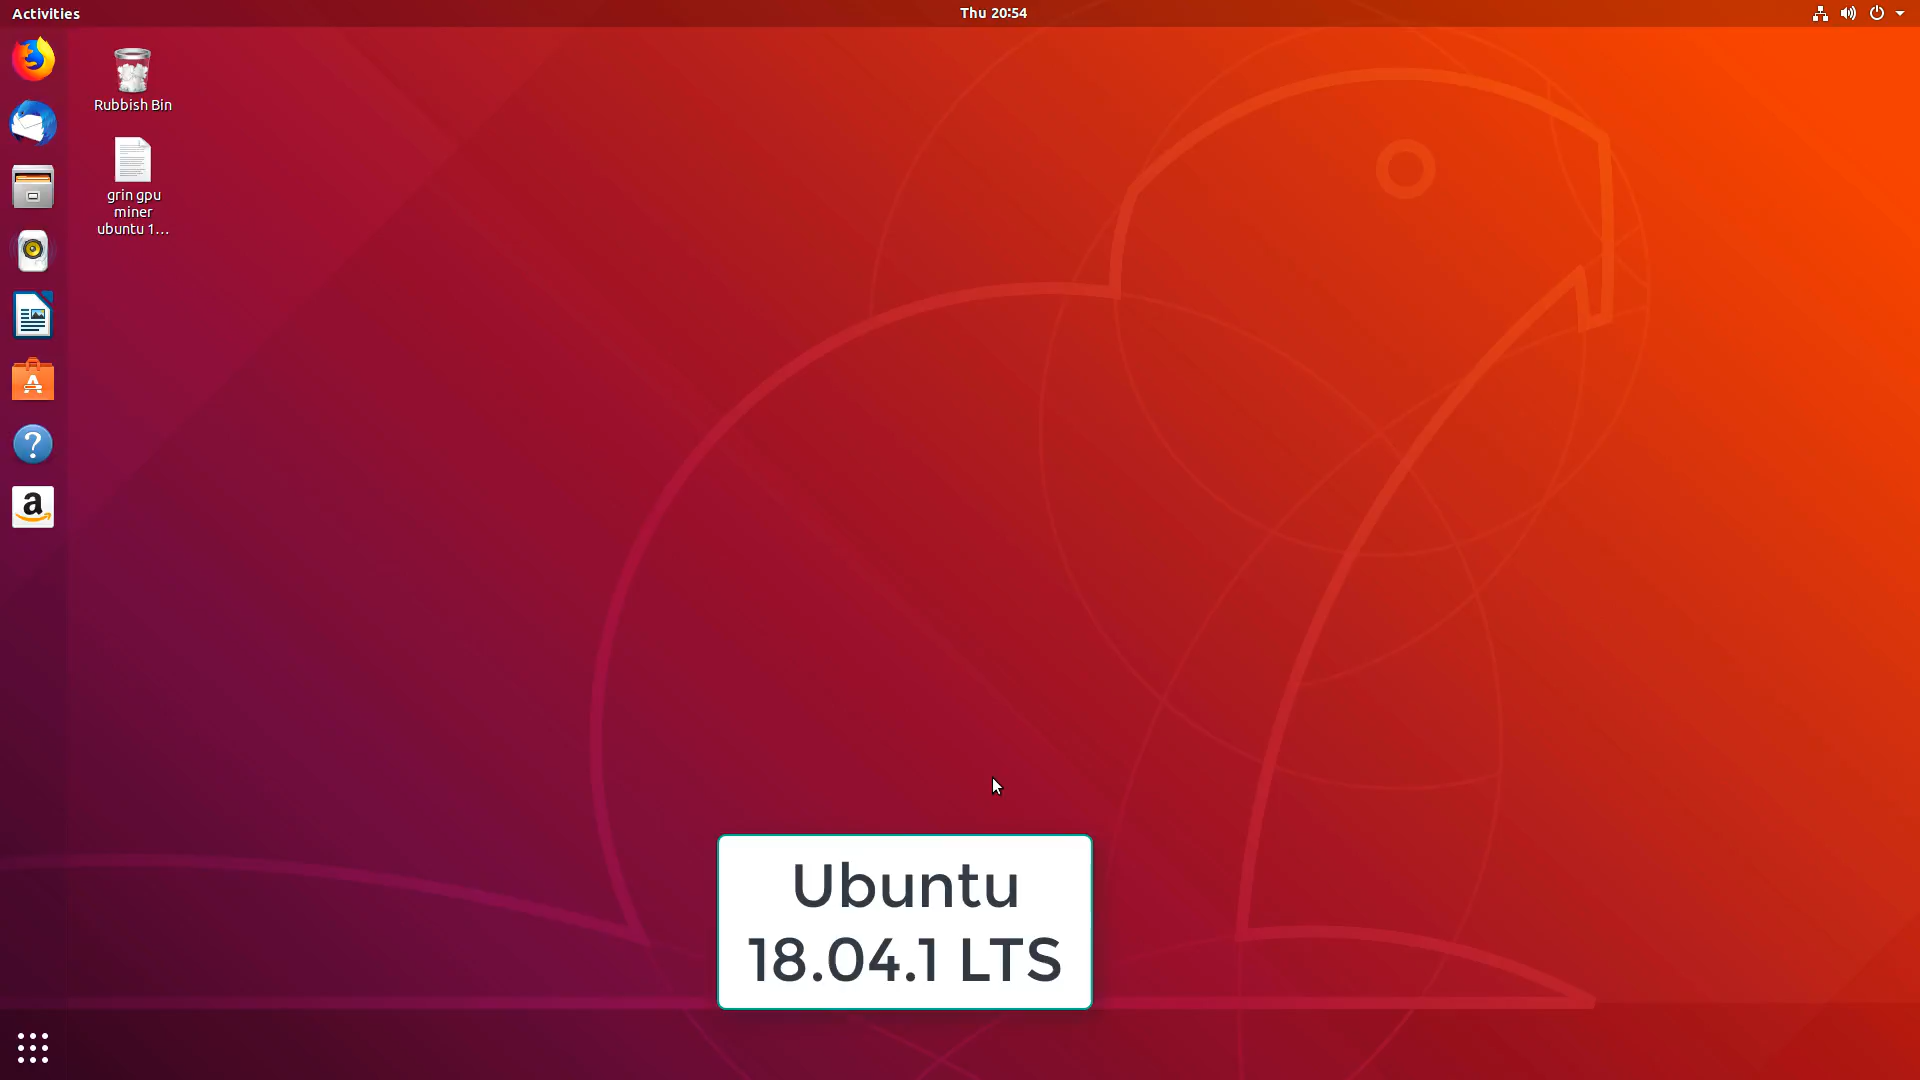 Activities
Thu 20:54
Rubbish Bin
grin gpu
miner
ubuntu 1...
a
Ubuntu
18.04.1 LTS